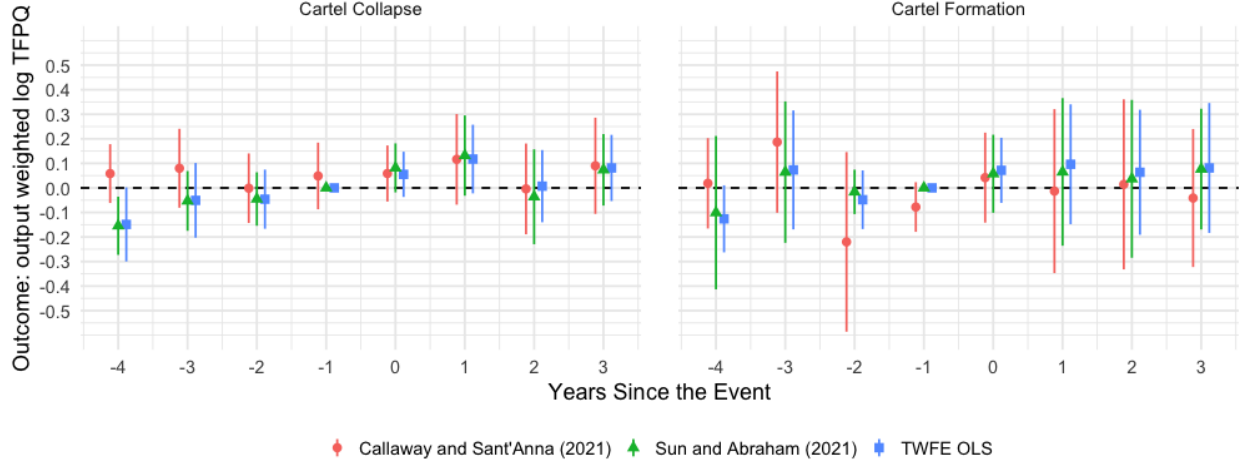 Cartel Collapse
Cartel Formation
Outcome: output weighted log TFPQ
0.5
0.4
0.3
0.2
0.1
0.0
-0.1
-0.2
-0.3
-0.4
-0.5
-4 -3 -2 -1 0 1 2 3
-4 -3 -2 -1 0 1 2 3
Years Since the Event
Callaway and Sant'Anna (2021) Sun and Abraham (2021) TWFE OLS